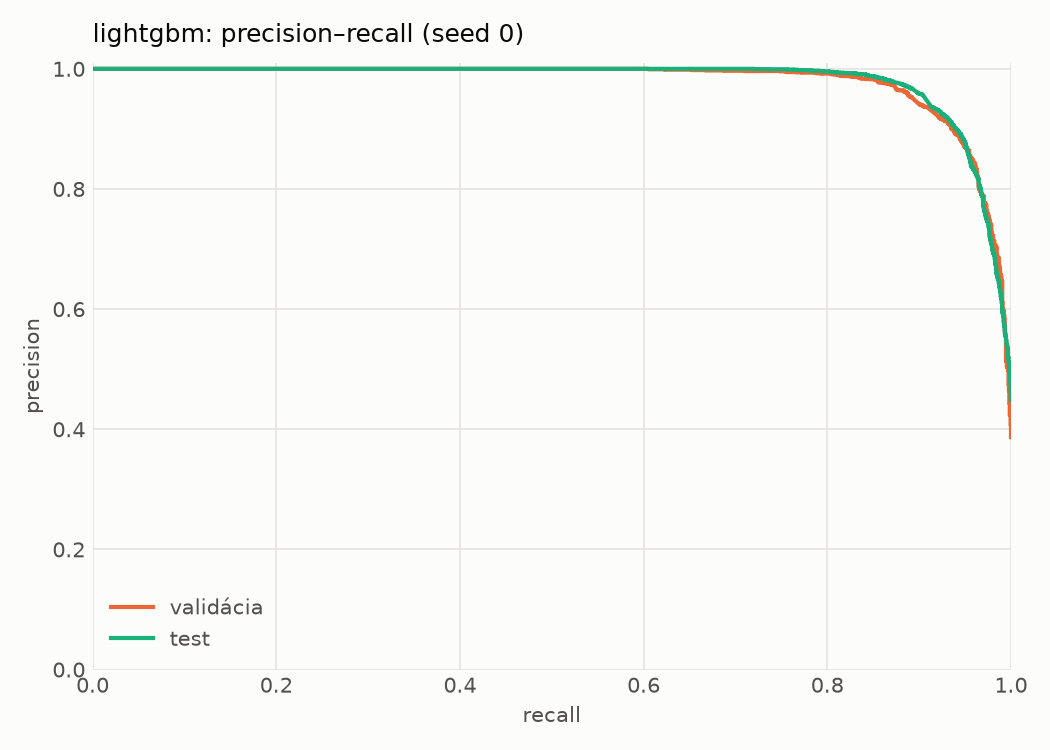 lightgbm: precision–recall (seed 0)
1.0
0.8
0.6
0.4
0.2
0.0
precision
validácia
test
0.0 0.2 0.4 0.6 0.8 1.0
recall